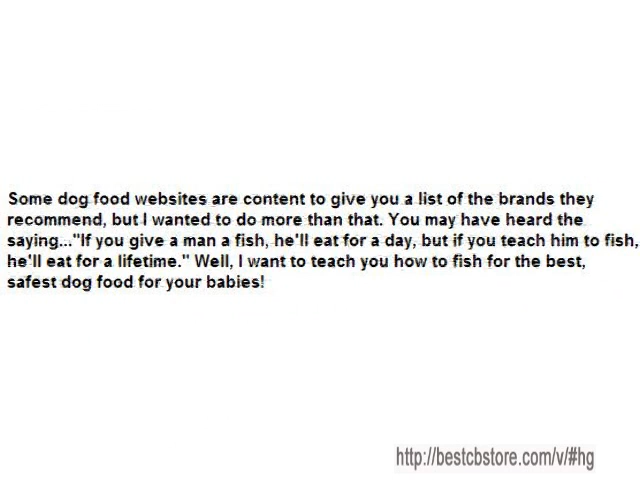 Some dog food websites are content to give you a list of the brands they
recommend, but I wanted to do more than that. You may have heard the
saying..."If you give a man a fish, he'll eat for a day, but if you teach him to fish,
he'll eat for a lifetime." Well, I want to teach you how to fish for the best,
safest dog food for your babies!
http://bestcbstore.com/v/#hg